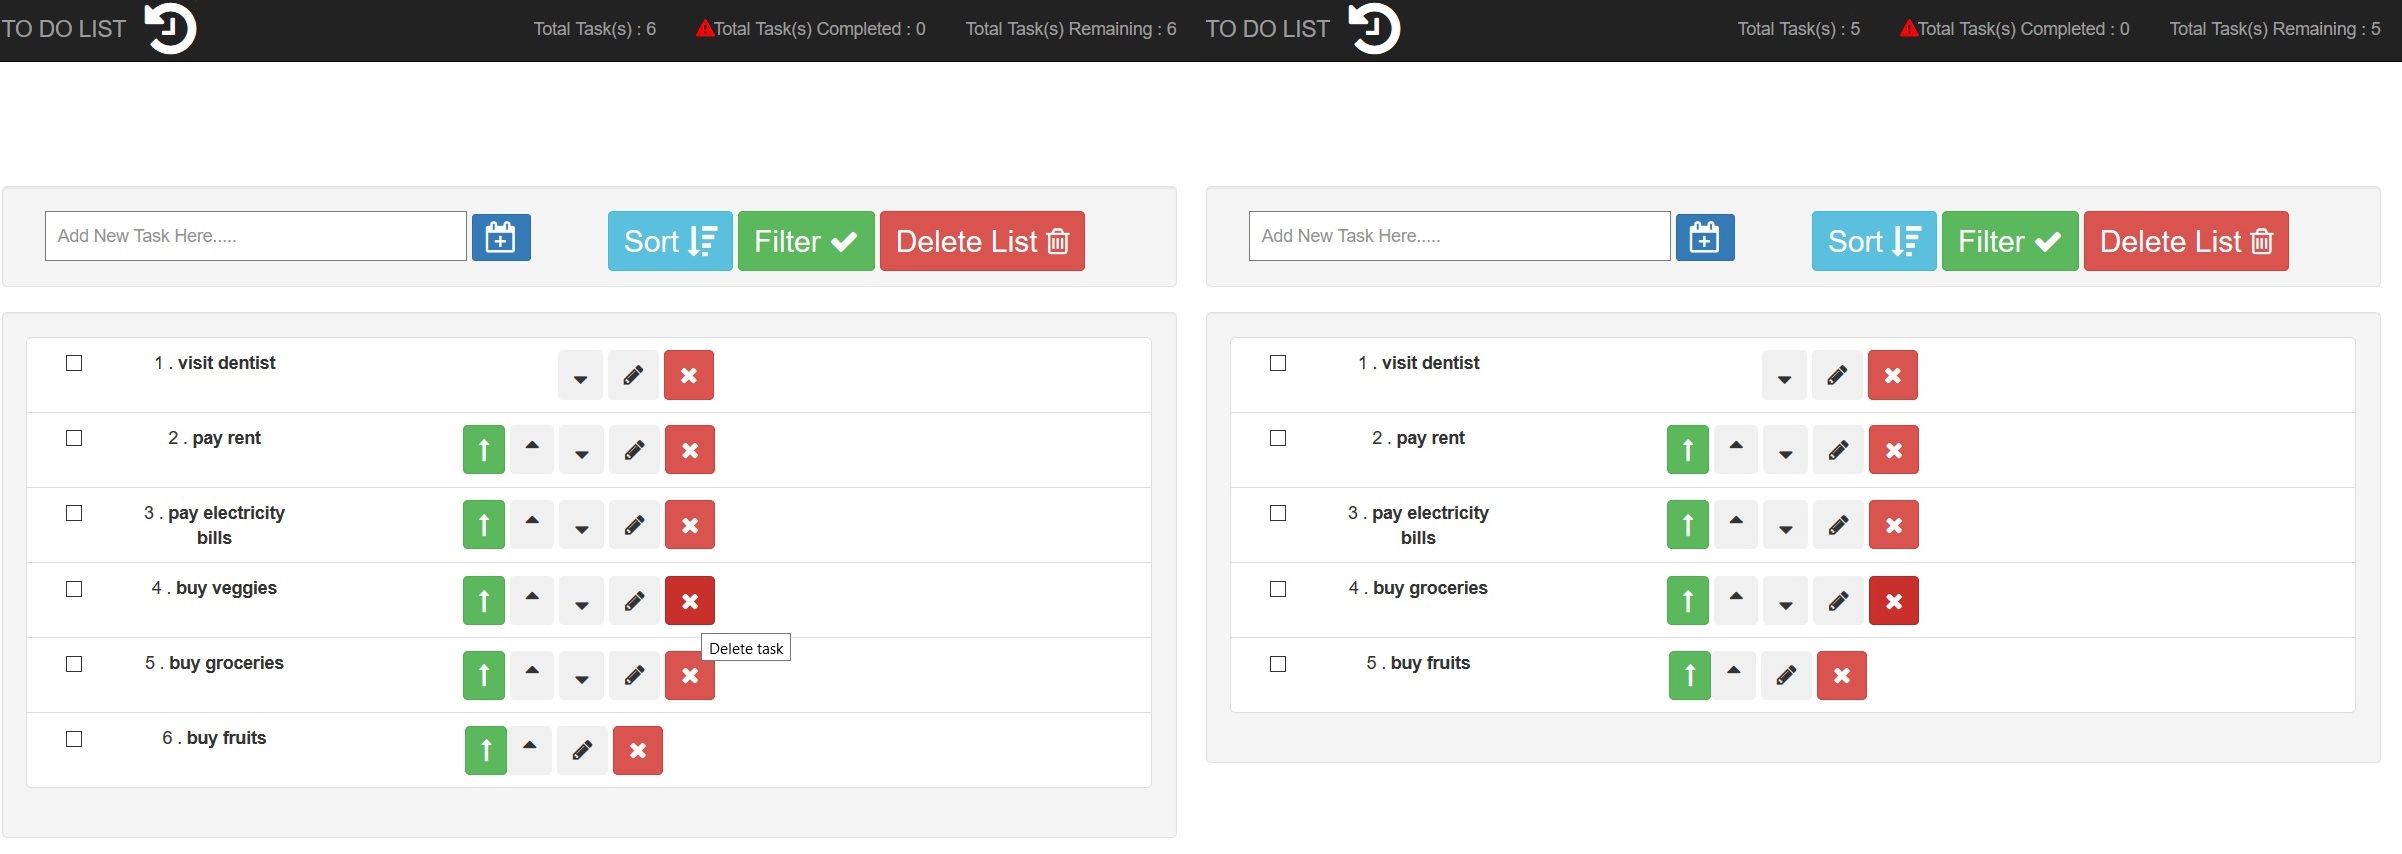 TO DO LIST
Total Task(s) : 6
Total Task(s) Completed : 0
Total Task(s) Remaining : 6
Add New Task Here.....
Sort
Filter
Delete List
1 . visit dentist
2 . pay rent
3 . pay electricity
bills
4 . buy veggies
Delete task
5 . buy groceries
6 . buy fruits
TO DO LIST
Total Task(s) : 5
Total Task(s) Completed : 0
Total Task(s) Remaining : 5
Add New Task Here.....
Sort
Filter
Delete List
1 . visit dentist
2 . pay rent
3 . pay electricity
bills
4 . buy groceries
5 . buy fruits